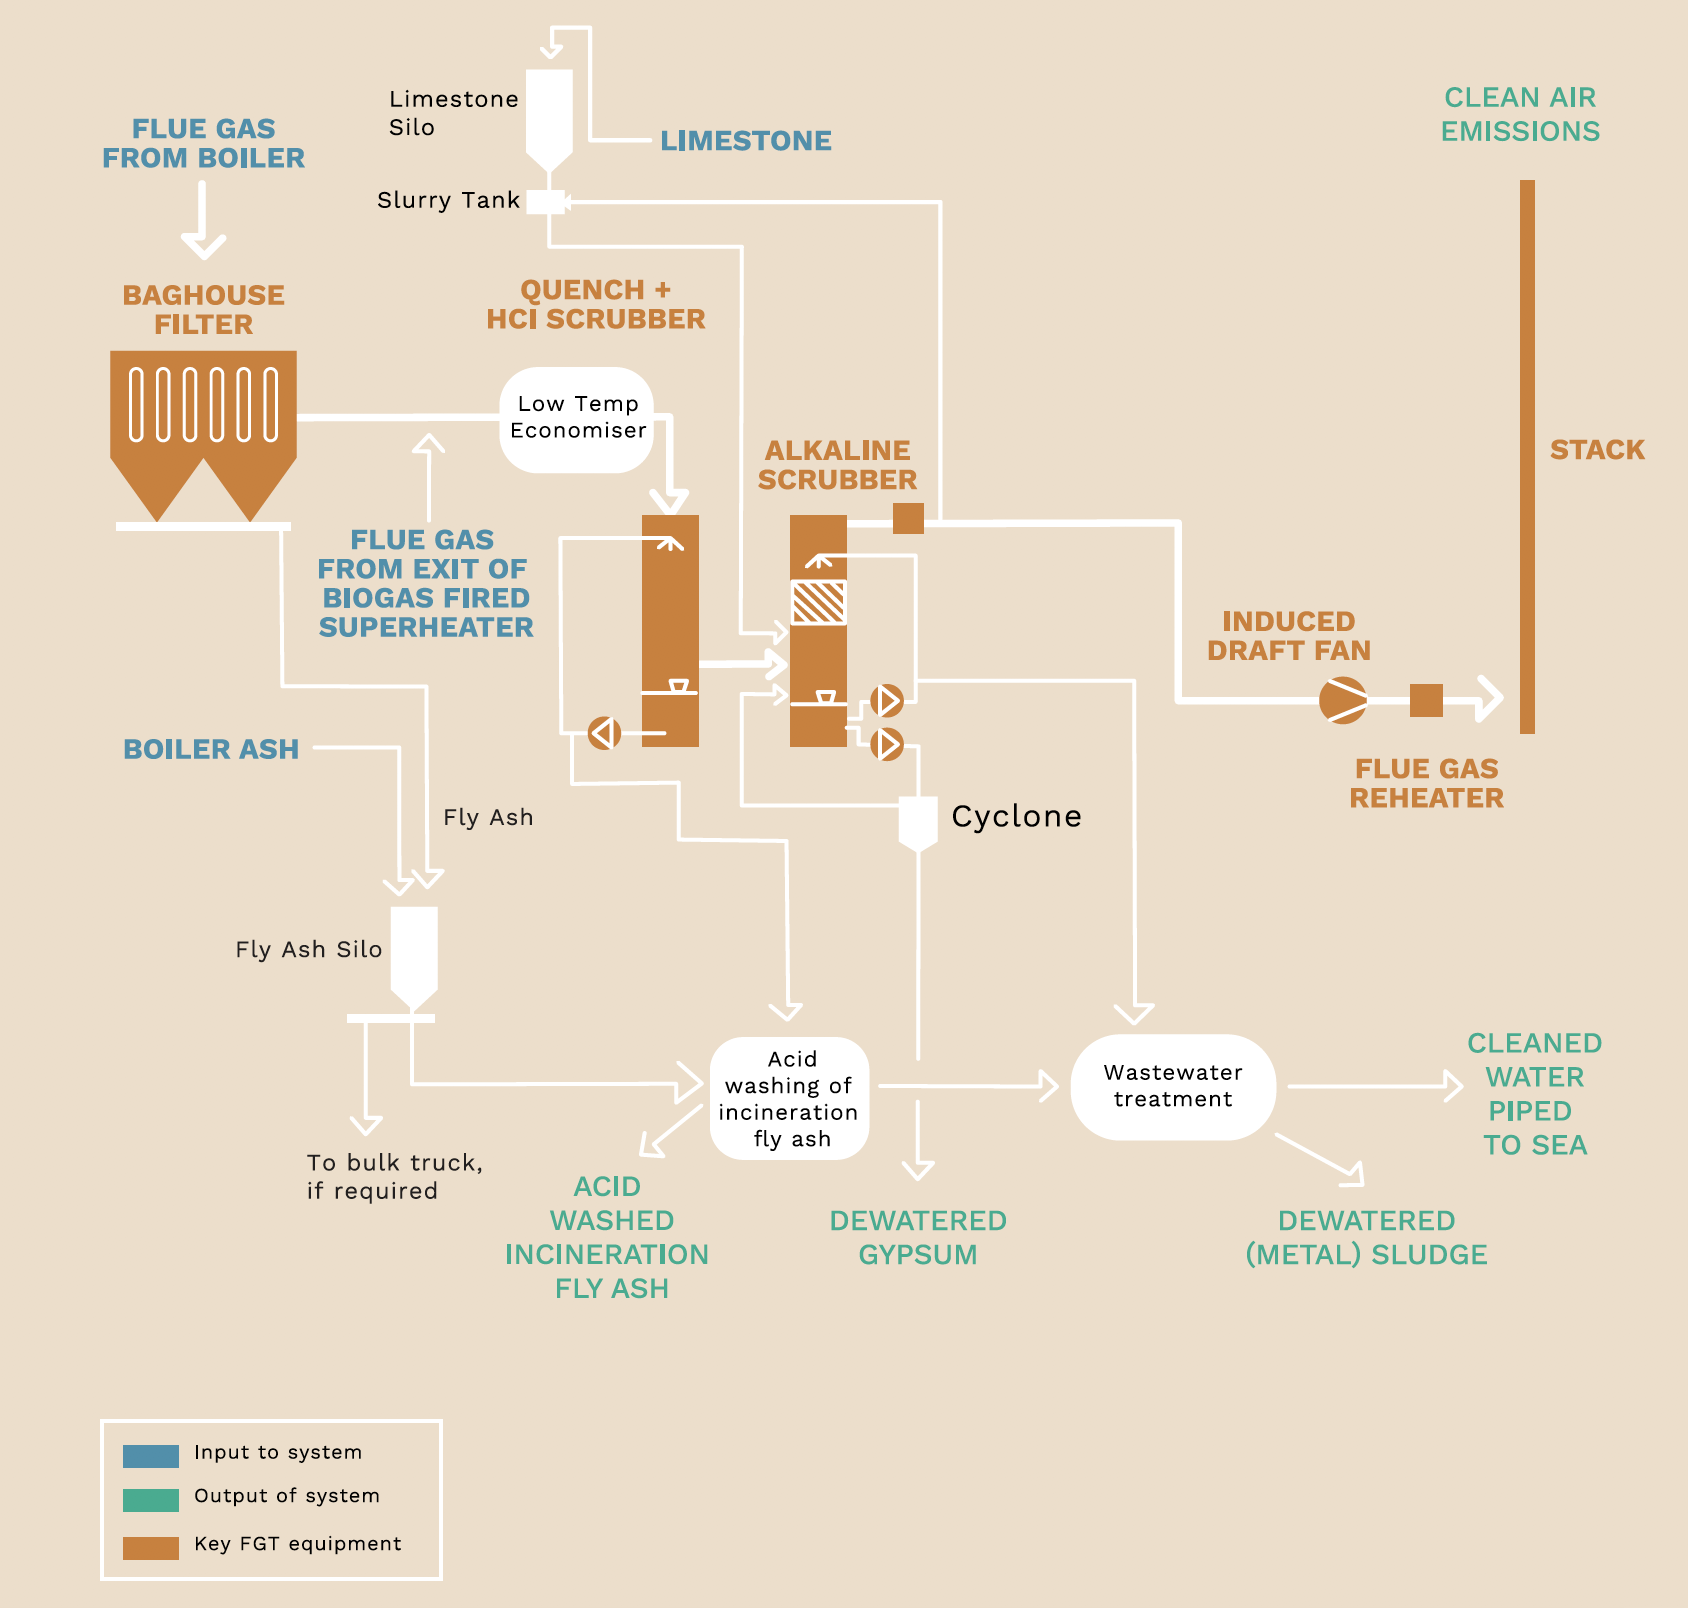 CLEAN AIR
EMISSIONS
Limestone
Silo
FLUE GAS
FROM BOILER
LIMESTONE
Slurry Tank
BAGHOUSE
FILTER
QUENCH +
HCl SCRUBBER
Low Temp
Economiser
ALKALINE
SCRUBBER
STACK
FLUE GAS
FROM EXIT OF
BIOGAS FIRED
SUPERHEATER
INDUCED
DRAFT FAN
BOILER ASH
FLUE GAS
REHEATER
Fly Ash
Cyclone
Fly Ash Silo
Acid
washing of
incineration
fly ash
Wastewater
treatment
CLEANED
WATER
PIPED
TO SEA
To bulk truck,
if required
ACID
WASHED
INCINERATION
FLY ASH
DEWATERED
GYPSUM
DEWATERED
(METAL) SLUDGE
Input to system
Output of system
Key FGT equipment